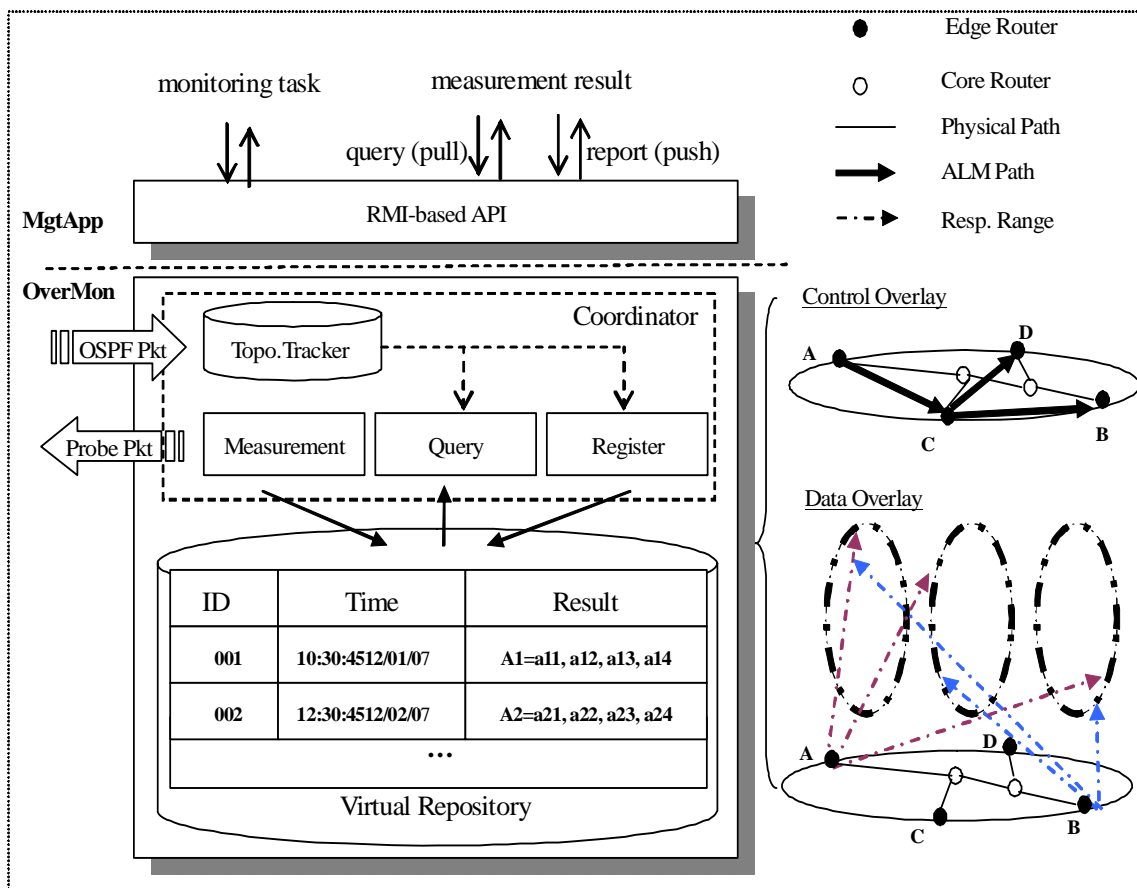 monitoring task
measurement result
query (pull)
report (push)
RMI-based API
MgtApp
OverMon
Coordinator
OSPF Pkt
Topo.Tracker
Probe Pkt
Measurement
Query
Register
ID Time Result
001 10:30:4512/01/07 A1=a11, a12, a13, a14
002 12:30:4512/02/07 A2=a21, a22, a23, a24
...
Virtual Repository
Edge Router
Core Router
Physical Path
ALM Path
Resp. Range
Control Overlay
A
D
C
B
Data Overlay
A
D
C
B